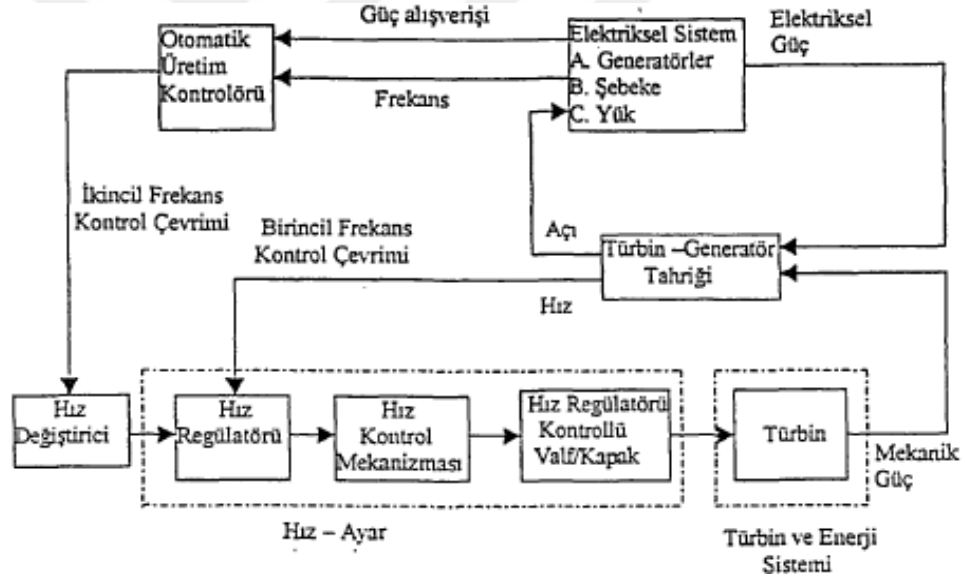 Güç alışverişi
Otomatik
Üretim
Kontrolörü
Frekans
Elektriksel Sistem
A. Generatörler
B. Şebeke
C. Yük
Elektriksel
Güç
İkincil Frekans
Kontrol Çevrimi
Birincil Frekans
Kontrol Çevrimi
Açı
Türbin –Generatör
Tahriği
Hız
Hız
Değiştirici
Hız
Regülatörü
Hız
Kontrol
Mekanizması
Hız Regülatörü
Kontrollü
Valf/Kapak
Türbin
Mekanik
Güç
Hız – Ayar
Türbin ve Enerji
Sistemi